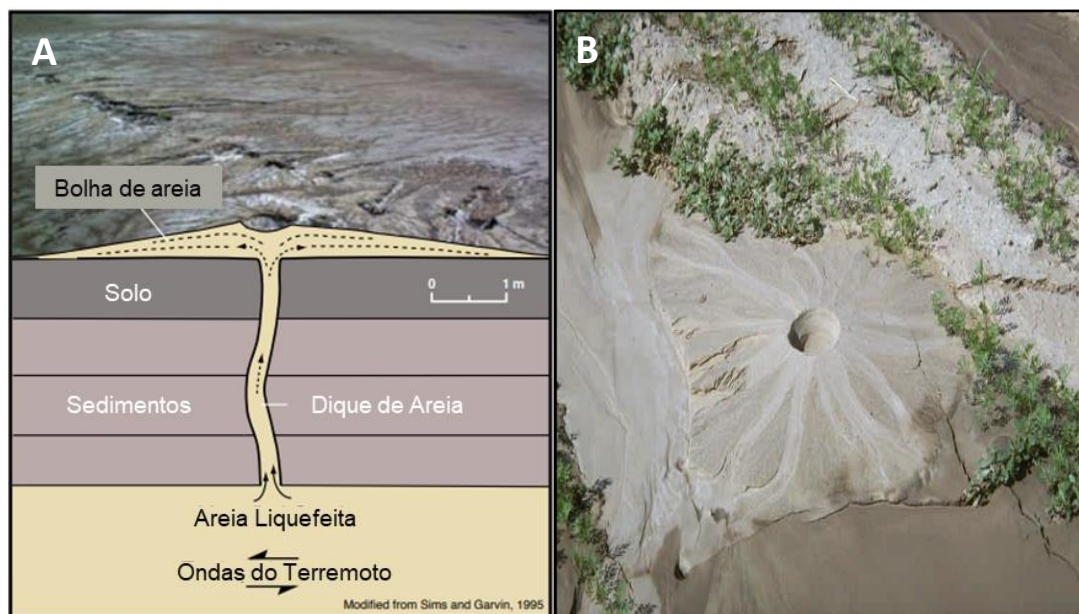 A
Bolha de areia
Solo
0 1 m
Sedimentos
Dique de Areia
Areia Liquefeita
Ondas do Terremoto
Modified from Sims and Garvin, 1995
B